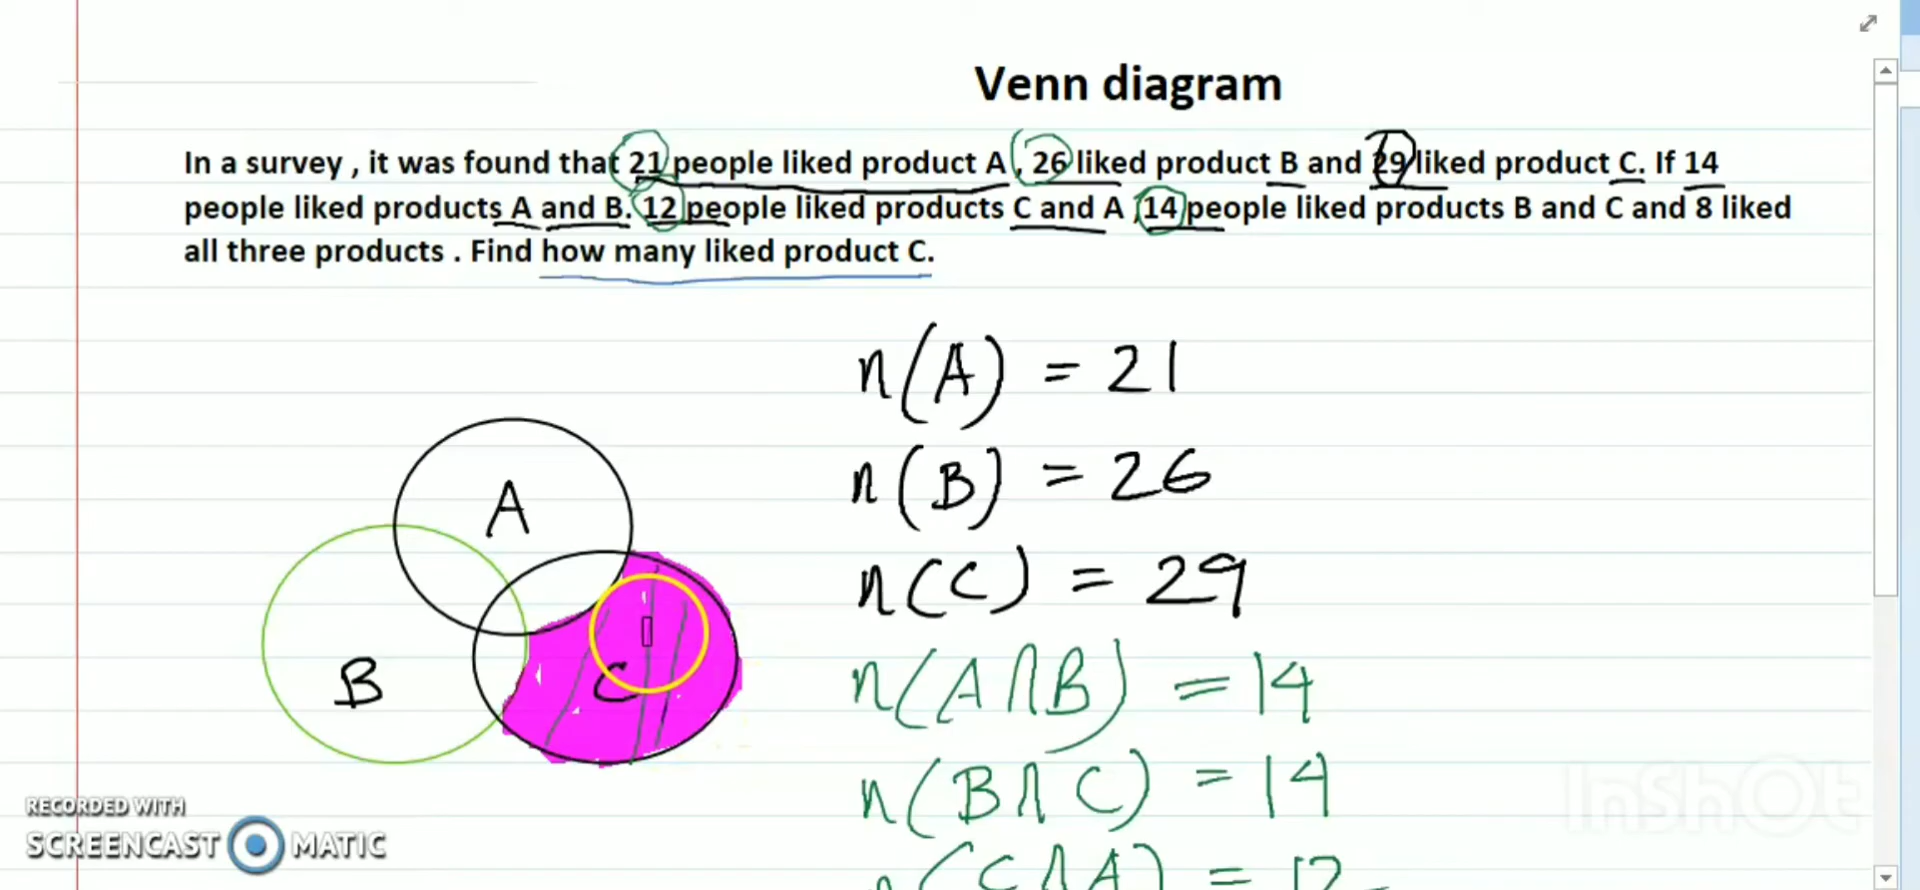 Venn diagram
In a survey , it was found that 21 people liked product A , 26 liked product B and 29 liked product C. If 14
people liked products A and B. 12 people liked products C and A ,14 people liked products B and C and 8 liked
all three products . Find how many liked product C.
n(A) = 21
n(B) = 26
n(C) = 29
n(A∩B) = 14
n(B∩C) = 14
n(C∩A) = 12
A
B
C
RECORDED WITH
SCREENCAST MATIC
InShOt